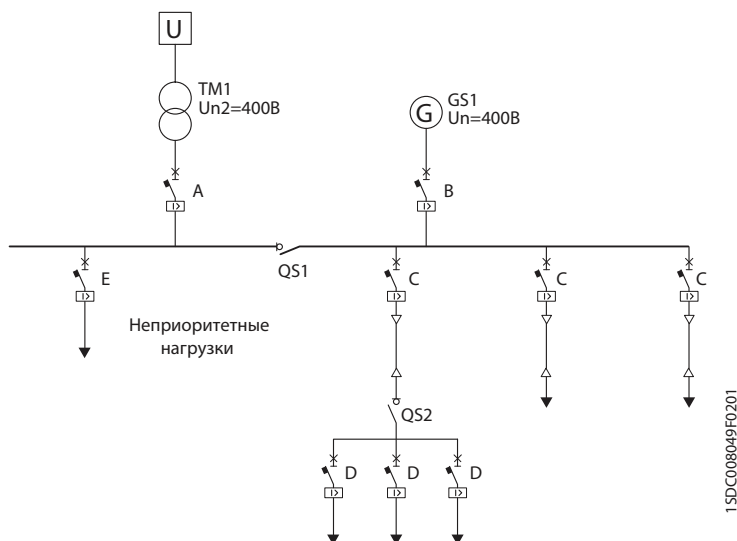 U
TM1
Un2=400В
G
GS1
Un=400В
A
B
I>
I>
QS1
E
C
C
C
I>
I>
I>
I>
Неприоритетные
нагрузки
QS2
D
D
D
I>
I>
I>
1SDC008049F0201